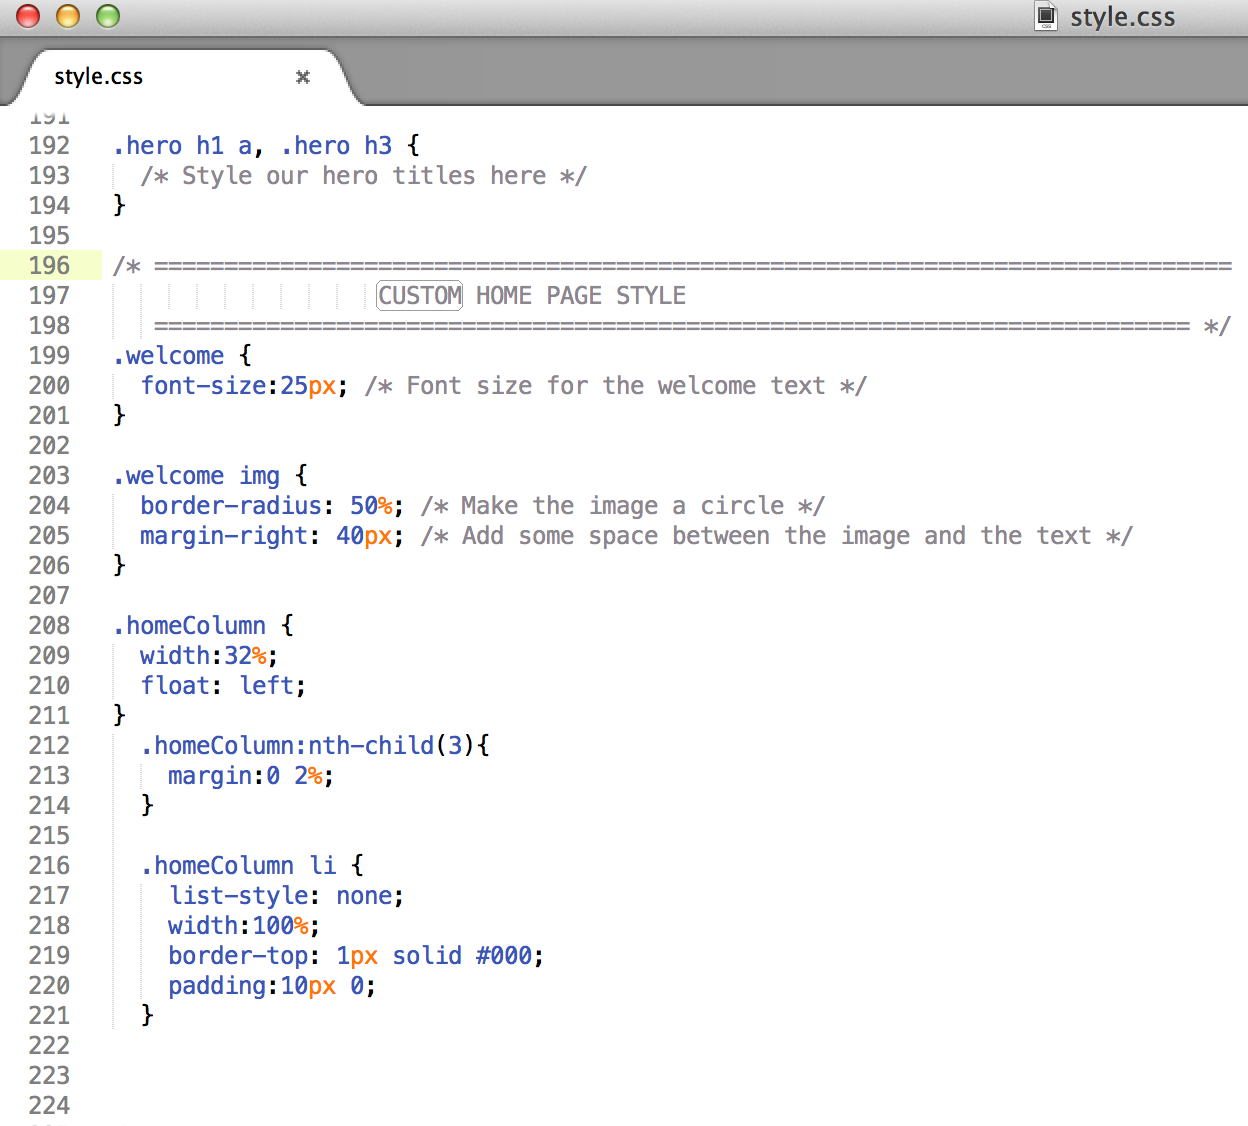 style.css
style.css
191
192 .hero h1 a, .hero h3 {
193 /* Style our hero titles here */
194 }
195
196 /* =============================================================================
197 CUSTOM HOME PAGE STYLE
198 ========================================================================== */
199 .welcome {
200 font-size:25px; /* Font size for the welcome text */
201 }
202
203 .welcome img {
204 border-radius: 50%; /* Make the image a circle */
205 margin-right: 40px; /* Add some space between the image and the text */
206 }
207
208 .homeColumn {
209 width:32%;
210 float: left;
211 }
212 .homeColumn:nth-child(3){
213 margin:0 2%;
214 }
215
216 .homeColumn li {
217 list-style: none;
218 width:100%;
219 border-top: 1px solid #000;
220 padding:10px 0;
221 }
222
223
224